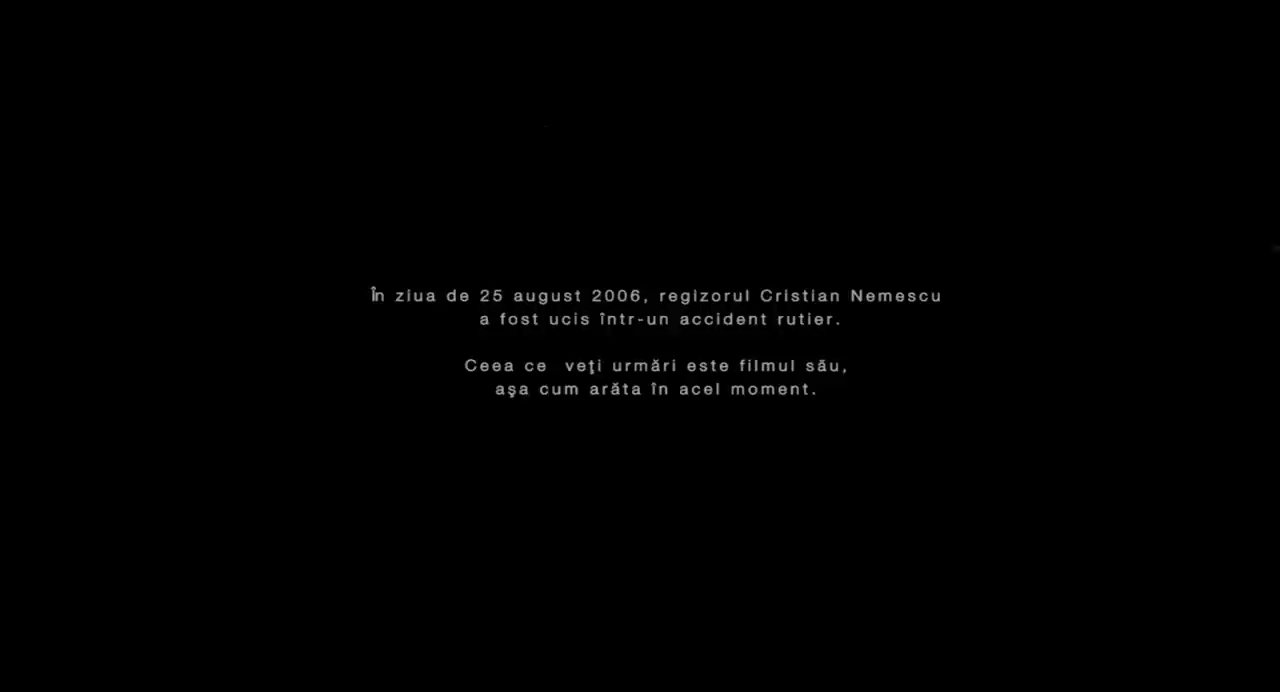 În ziua de 25 august 2006, regizorul Cristian Nemescu
a fost ucis într-un accident rutier.
Ceea ce  veţi urmări este filmul său,
aşa cum arăta în acel moment.